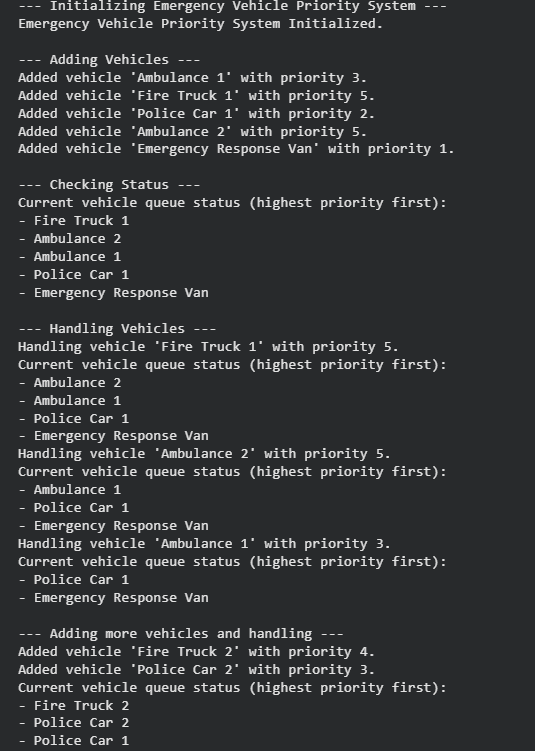 --- Initializing Emergency Vehicle Priority System ---
Emergency Vehicle Priority System Initialized.
--- Adding Vehicles ---
Added vehicle 'Ambulance 1' with priority 3.
Added vehicle 'Fire Truck 1' with priority 5.
Added vehicle 'Police Car 1' with priority 2.
Added vehicle 'Ambulance 2' with priority 5.
Added vehicle 'Emergency Response Van' with priority 1.
--- Checking Status ---
Current vehicle queue status (highest priority first):
- Fire Truck 1
- Ambulance 2
- Ambulance 1
- Police Car 1
- Emergency Response Van
--- Handling Vehicles ---
Handling vehicle 'Fire Truck 1' with priority 5.
Current vehicle queue status (highest priority first):
- Ambulance 2
- Ambulance 1
- Police Car 1
- Emergency Response Van
Handling vehicle 'Ambulance 2' with priority 5.
Current vehicle queue status (highest priority first):
- Ambulance 1
- Police Car 1
- Emergency Response Van
Handling vehicle 'Ambulance 1' with priority 3.
Current vehicle queue status (highest priority first):
- Police Car 1
- Emergency Response Van
--- Adding more vehicles and handling ---
Added vehicle 'Fire Truck 2' with priority 4.
Added vehicle 'Police Car 2' with priority 3.
Current vehicle queue status (highest priority first):
- Fire Truck 2
- Police Car 2
- Police Car 1